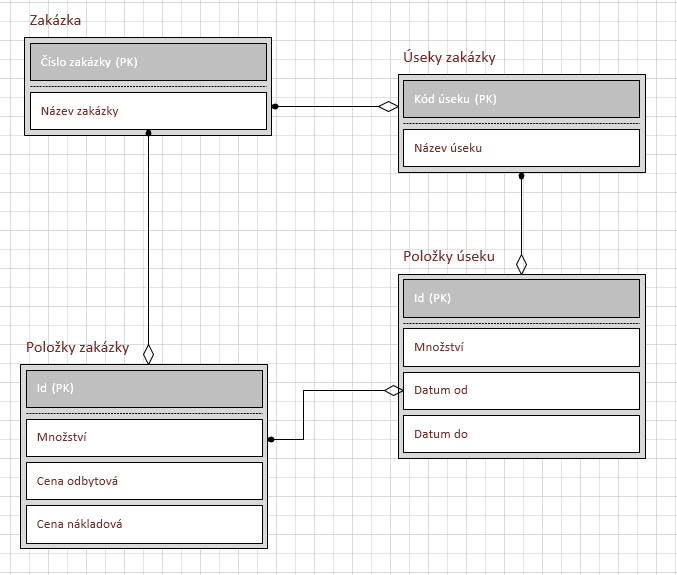 Zakázka
Číslo zakázky (PK)
Název zakázky
Úseky zakázky
Kód úseku (PK)
Název úseku
Položky úseku
Id (PK)
Množství
Datum od
Datum do
Položky zakázky
Id (PK)
Množství
Cena odbytová
Cena nákladová